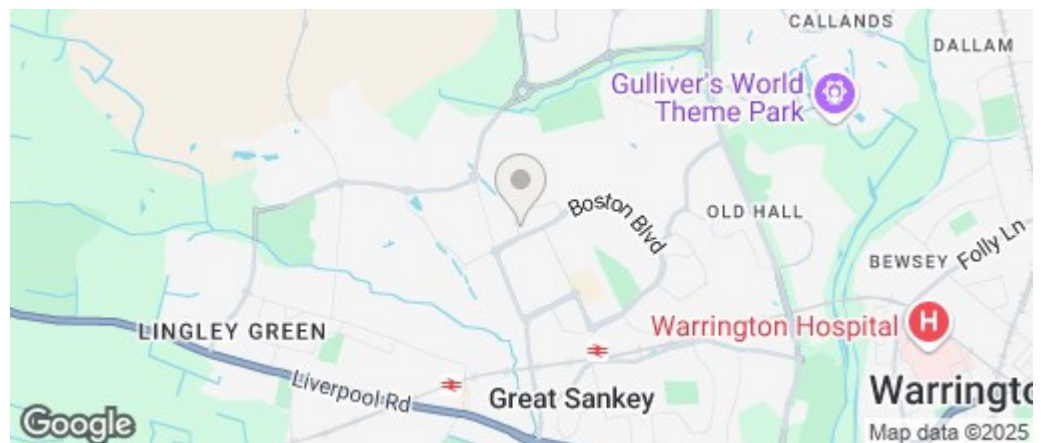 CALLANDS
DALLAM
Gulliver's World
Theme Park
Boston Blvd
OLD HALL
Folly Ln
BEWSEY
LINGLEY GREEN
Warrington Hospital
H
Liverpool Rd
Great Sankey
Warringto
Google
Map data ©2025